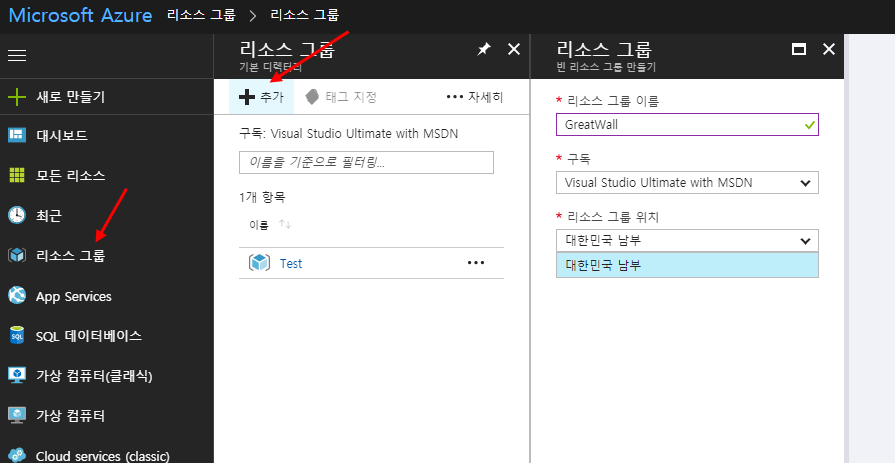 Microsoft Azure 리소스 그룹 > 리소스 그룹
새로 만들기
대시보드
모든 리소스
최근
리소스 그룹
App Services
SQL 데이터베이스
가상 컴퓨터(클래식)
가상 컴퓨터
Cloud services (classic)
리소스 그룹
기본 디렉터리
추가
태그 지정
••• 자세히
구독: Visual Studio Ultimate with MSDN
이름을 기준으로 필터링...
1개 항목
이름
Test
리소스 그룹
빈 리소스 그룹 만들기
* 리소스 그룹 이름
GreatWall
* 구독
Visual Studio Ultimate with MSDN
* 리소스 그룹 위치
대한민국 남부
대한민국 남부